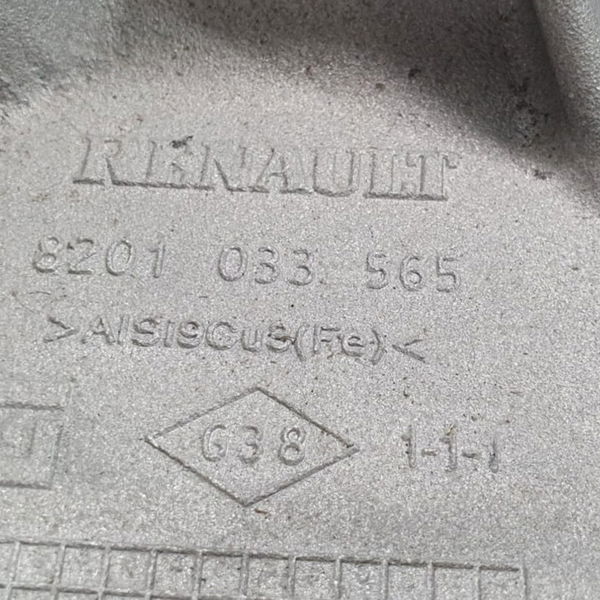 RENAULT
8201 033 565
>AlSi9Cu3(Fe)<
G38 1-1-1